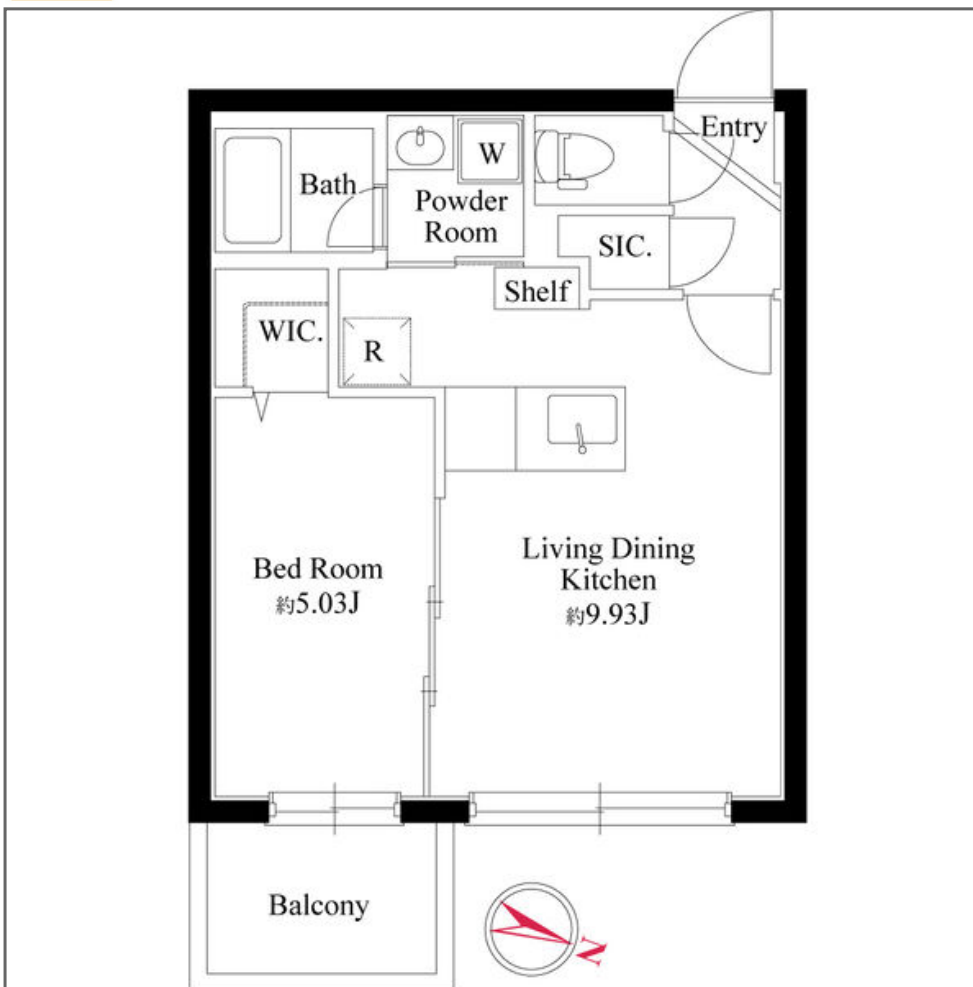 Entry
Bath
W
Powder
Room
SIC.
Shelf
WIC.
R
Bed Room
約5.03J
Living Dining
Kitchen
約9.93J
Balcony
N